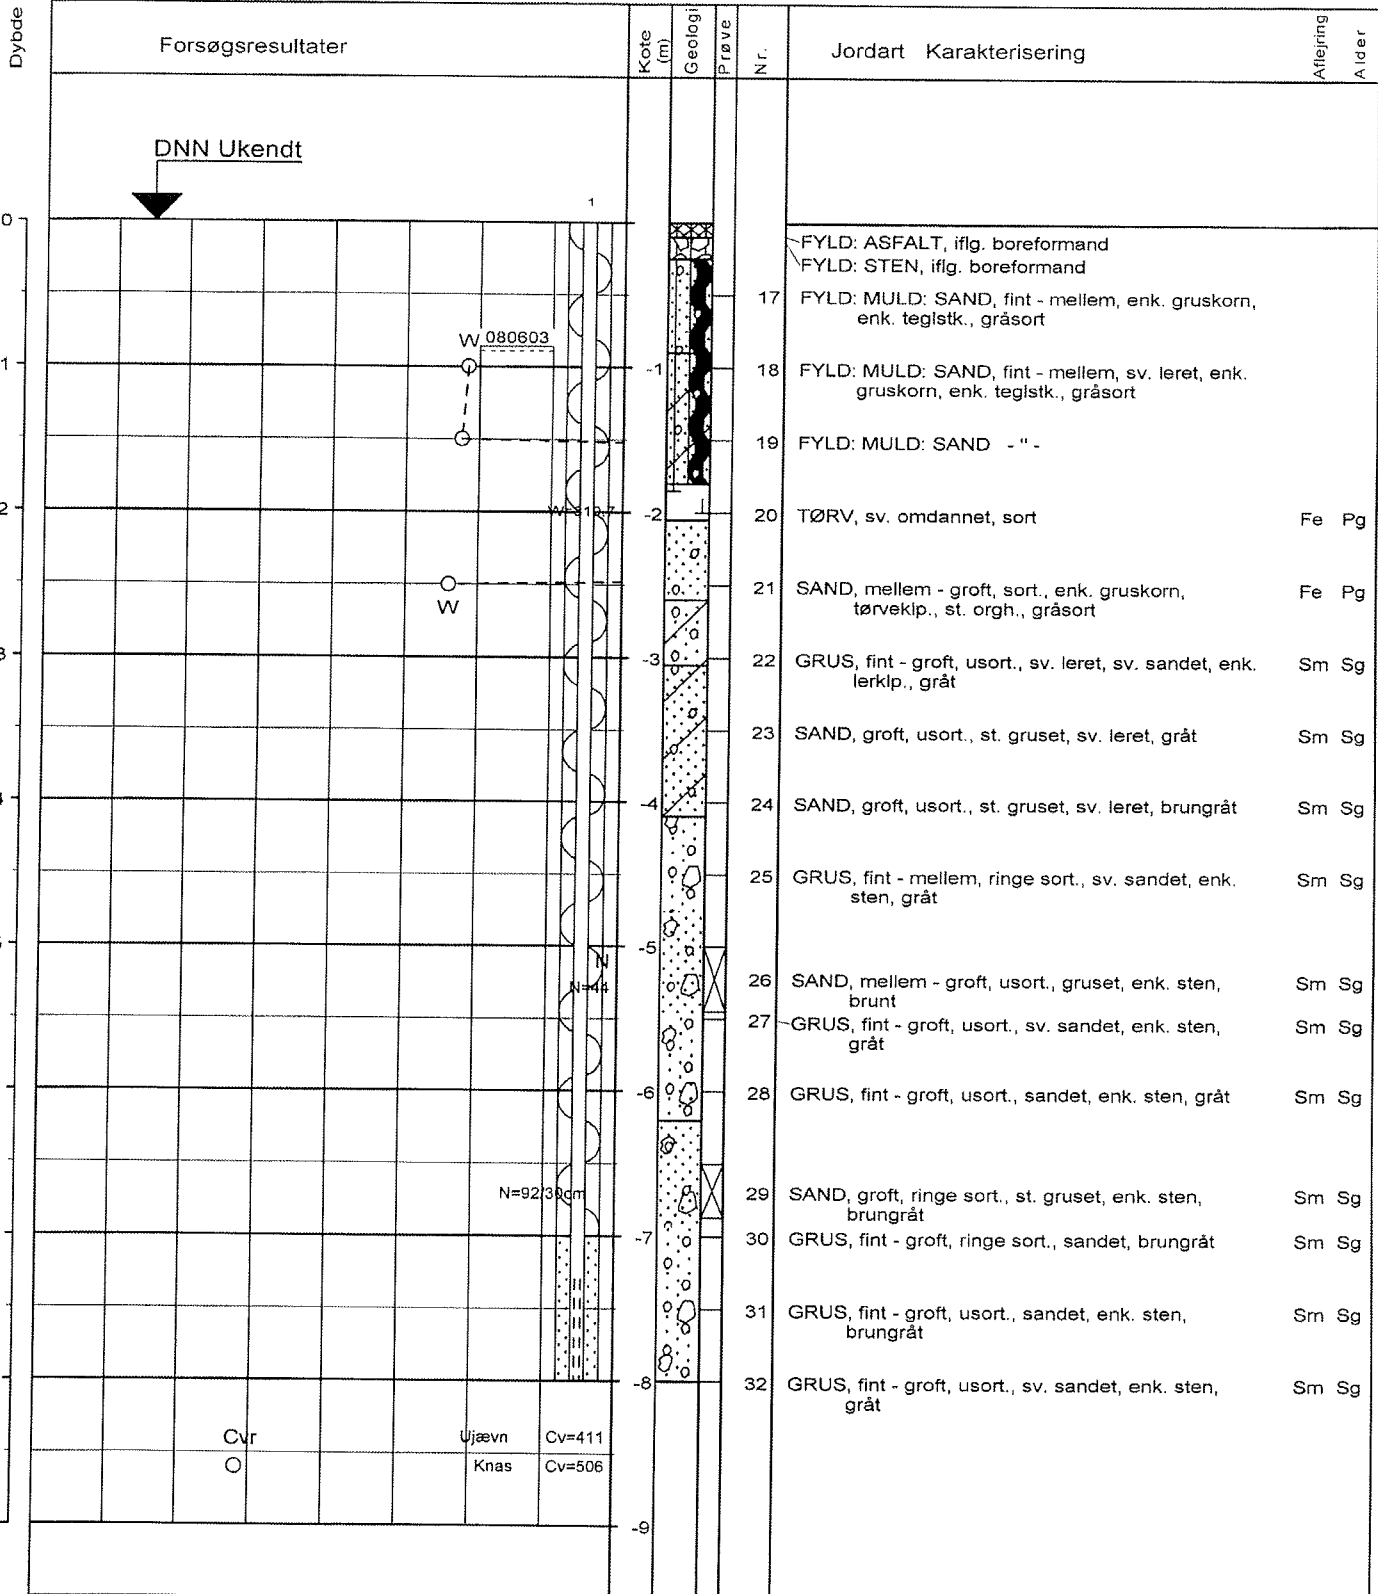 Dybde
Forsøgsresultater
Kote (m)
Geologi
Prøve
Nr.
Jordart Karakterisering
Aflejring
Alder
DNN Ukendt
1
0
FYLD: ASFALT, iflg. boreformand
FYLD: STEN, iflg. boreformand
17 FYLD: MULD: SAND, fint - mellem, enk. gruskorn,
enk. teglstk., gråsort
W 080603
1
-1
18 FYLD: MULD: SAND, fint - mellem, sv. leret, enk.
gruskorn, enk. teglstk., gråsort
19 FYLD: MULD: SAND - " -
2
-2
20 TØRV, sv. omdannet, sort Fe Pg
21 SAND, mellem - groft, sort., enk. gruskorn, Fe Pg
tørveklp., st. orgh., gråsort
W
3
-3
22 GRUS, fint - groft, usort., sv. leret, sv. sandet, enk. Sm Sg
lerklp., gråt
23 SAND, groft, usort., st. gruset, sv. leret, gråt Sm Sg
-4
24 SAND, groft, usort., st. gruset, sv. leret, brungråt Sm Sg
25 GRUS, fint - mellem, ringe sort., sv. sandet, enk. Sm Sg
sten, gråt
-5
N
N=44
26 SAND, mellem - groft, usort., gruset, enk. sten, Sm Sg
brunt
27 GRUS, fint - groft, usort., sv. sandet, enk. sten, Sm Sg
gråt
-6
28 GRUS, fint - groft, usort., sandet, enk. sten, gråt Sm Sg
N=92/30cm
29 SAND, groft, ringe sort., st. gruset, enk. sten, Sm Sg
brungråt
-7
30 GRUS, fint - groft, ringe sort., sandet, brungråt Sm Sg
31 GRUS, fint - groft, usort., sandet, enk. sten, Sm Sg
brungråt
-8
32 GRUS, fint - groft, usort., sv. sandet, enk. sten, Sm Sg
gråt
Cvr
Ujævn Cv=411
Knas Cv=506
-9